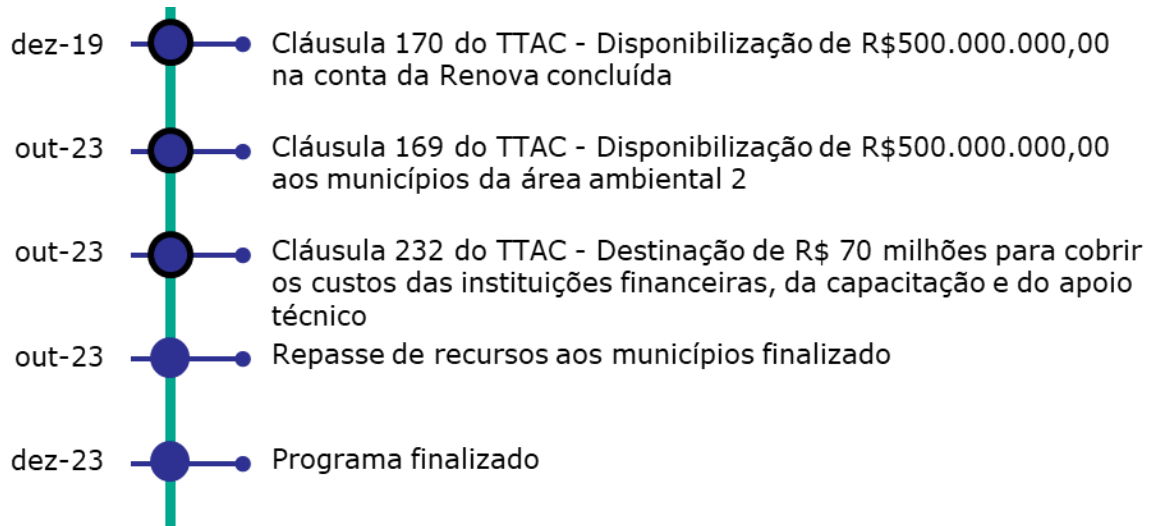 dez-19
Cláusula 170 do TTAC - Disponibilização de R$500.000.000,00
na conta da Renova concluída
out-23
Cláusula 169 do TTAC - Disponibilização de R$500.000.000,00
aos municípios da área ambiental 2
out-23
Cláusula 232 do TTAC - Destinação de R$ 70 milhões para cobrir
os custos das instituições financeiras, da capacitação e do apoio
técnico
out-23
Repasse de recursos aos municípios finalizado
dez-23
Programa finalizado